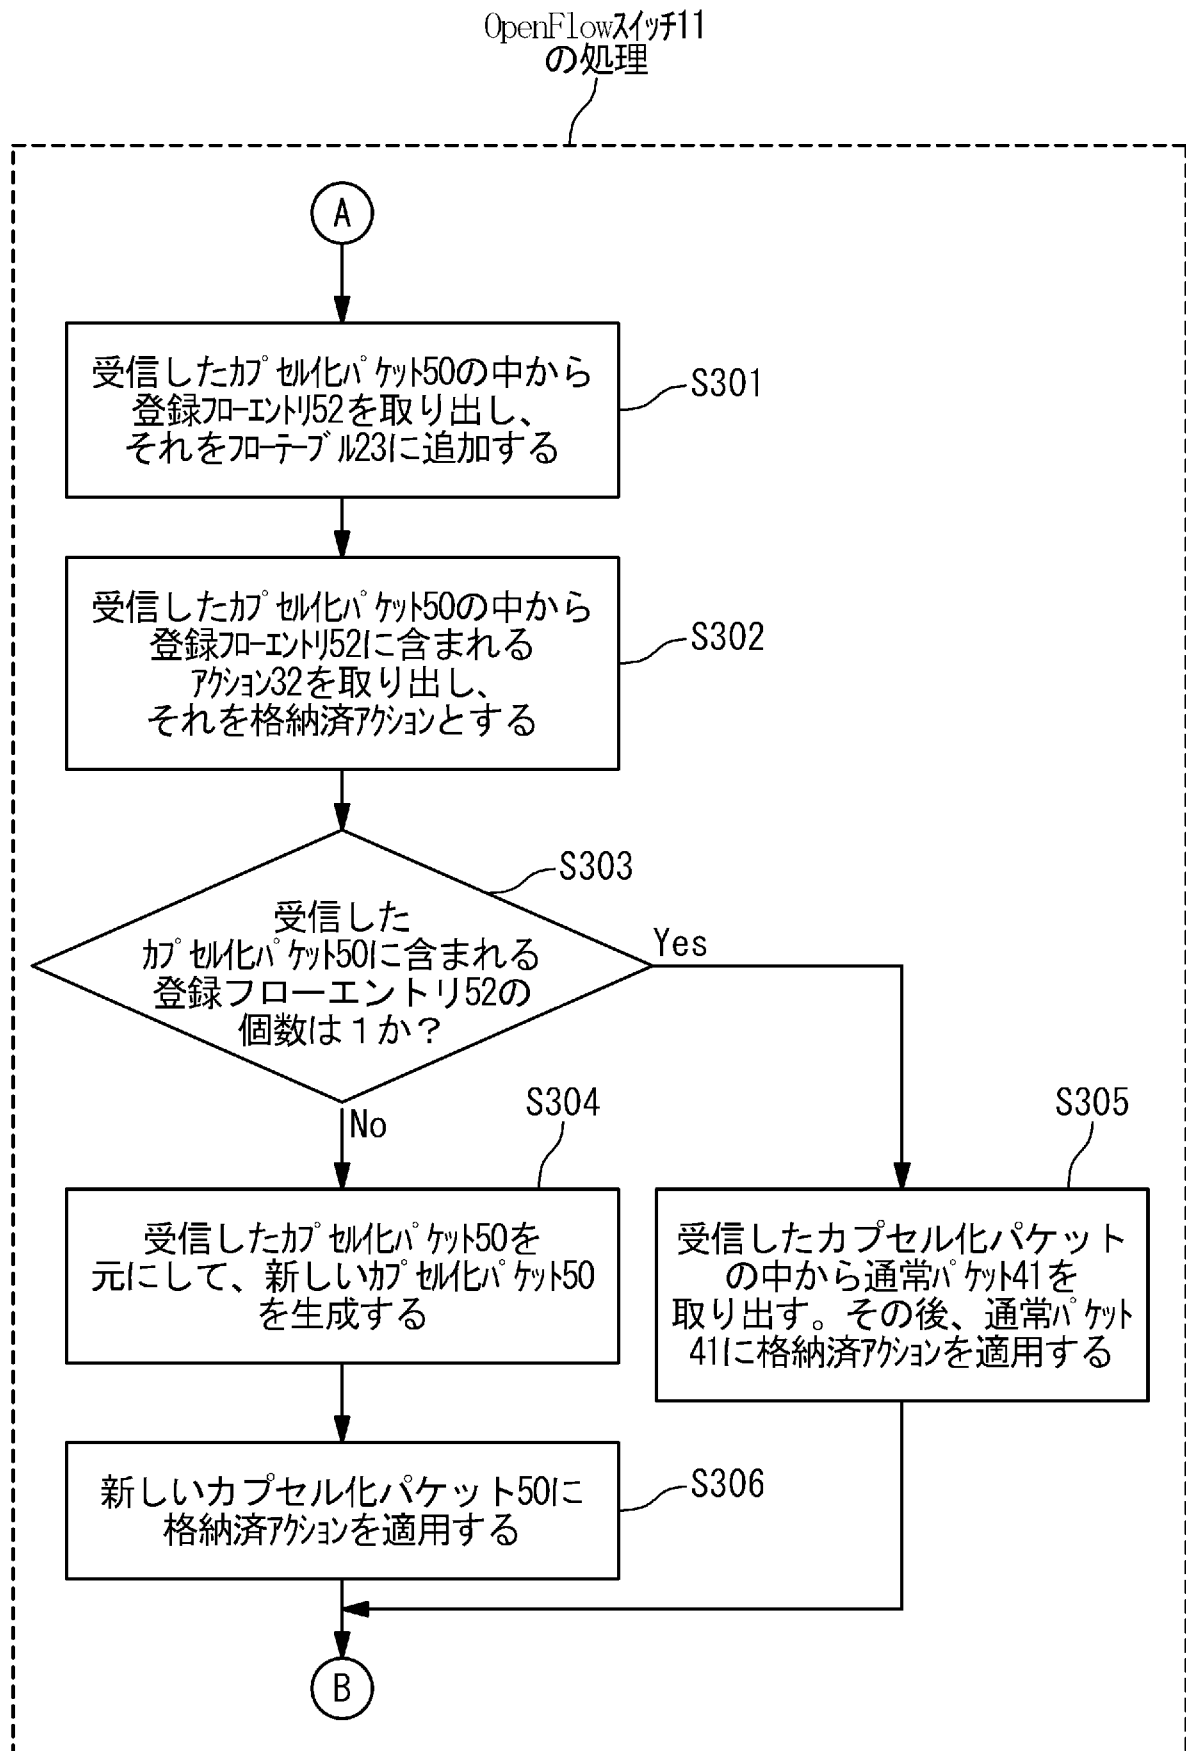 OpenFlowスイッチ11
の処理
A
受信したカプセル化パケット50の中から
登録フローエントリ52を取り出し、
それをフローテーブル23に追加する
S301
受信したカプセル化パケット50の中から
登録フローエントリ52に含まれる
アクション32を取り出し、
それを格納済アクションとする
S302
S303
受信した
カプセル化パケット50に含まれる
登録フローエントリ52の
個数は１か？
Yes
No
S304
S305
受信したカプセル化パケット50を
元にして、新しいカプセル化パケット50
を生成する
受信したカプセル化パケット
の中から通常パケット41を
取り出す。その後、通常パケット
41に格納済アクションを適用する
新しいカプセル化パケット50に
格納済アクションを適用する
S306
B